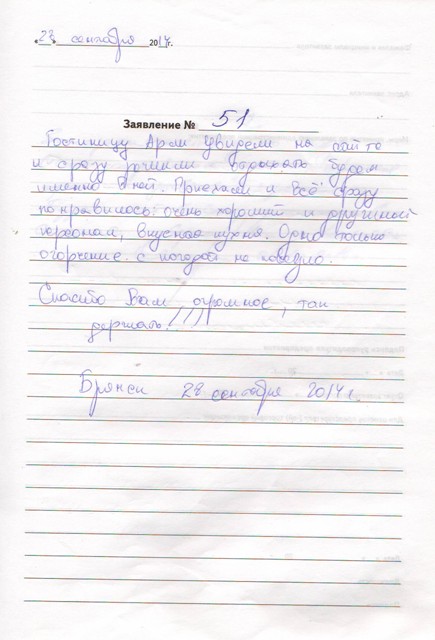 «28» сентября 2014г.
Заявление № 51
Гостиницу Арли увидели на сайте
и сразу решили отдыхать будем
именно в ней. Приехали и всё сразу
понравилось: очень хороший и дружный
персонал, вкусная кухня. Одно только
огорчение с погодой не повезло.
Спасибо Вам огромное, так
держать!!!!
Брянск 28 сентября 2014г.